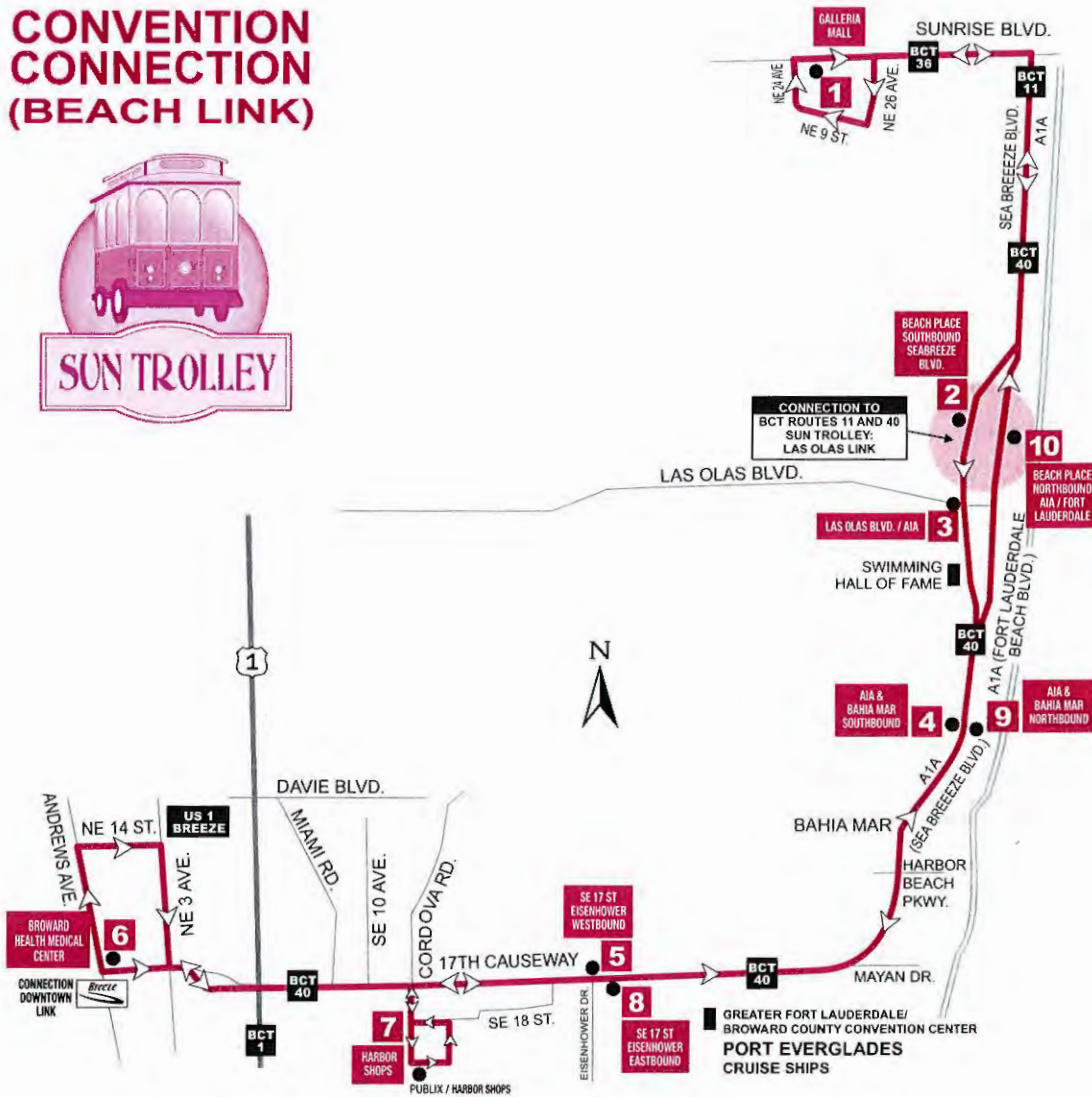 CONVENTION
CONNECTION
(BEACH LINK)
SUN TROLLEY
GALLERIA
MALL
SUNRISE BLVD.
BCT
36
BCT
11
NE 24 AVE
1
NE 26 AVE.
NE 9 ST.
SEA BREEEZE BLVD.
A1A
BCT
40
BEACH PLACE
SOUTHBOUND
SEABREEZE
BLVD.
2
CONNECTION TO
BCT ROUTES 11 AND 40
SUN TROLLEY:
LAS OLAS LINK
10
BEACH PLACE
NORTHBOUND
AIA / FORT
LAUDERDALE
LAS OLAS BLVD.
LAS OLAS BLVD. / AIA
3
SWIMMING
HALL OF FAME
A1A (FORT LAUDERDALE
BEACH BLVD.)
BCT
40
1
N
AIA &
BAHIA MAR
SOUTHBOUND
4
9
AIA &
BAHIA MAR
NORTHBOUND
A1A
(SEA BREEEZE BLVD.)
DAVIE BLVD.
ANDREWS AVE.
NE 14 ST.
US 1
BREEZE
NE 3 AVE.
MIAMI RD.
SE 10 AVE.
CORDOVA RD.
BAHIA MAR
HARBOR
BEACH
PKWY.
BROWARD
HEALTH MEDICAL
CENTER
6
SE 17 ST
EISENHOWER
WESTBOUND
5
17TH CAUSEWAY
BCT
40
BCT
40
MAYAN DR.
CONNECTION
DOWNTOWN
LINK
Breeze
BCT
1
7
HARBOR
SHOPS
SE 18 ST.
EISENHOWER DR.
8
SE 17 ST
EISENHOWER
EASTBOUND
GREATER FORT LAUDERDALE/
BROWARD COUNTY CONVENTION CENTER
PORT EVERGLADES
CRUISE SHIPS
PUBLIX / HARBOR SHOPS